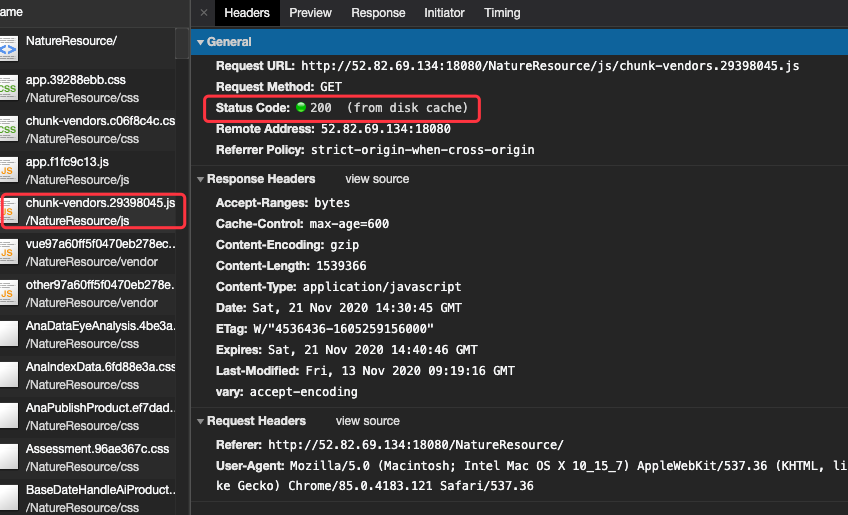 ame
NatureResource/
app.39288ebb.css
/NatureResource/css
chunk-vendors.c06f8c4c.cs
/NatureResource/css
app.f1fc9c13.js
/NatureResource/js
chunk-vendors.29398045.js
/NatureResource/js
vue97a60ff5f0470eb278ec...
/NatureResource/vendor
other97a60ff5f0470eb278e.
/NatureResource/vendor
AnaDataEyeAnalysis.4be3a.
/NatureResource/css
AnaIndexData.6fd88e3a.css
/NatureResource/css
AnaPublishProduct.ef7dad..
/NatureResource/css
Assessment.96ae367c.css
/NatureResource/css
BaseDateHandleAiProduct...
/NatureResource/css
× Headers Preview Response Initiator Timing
General
Request URL: http://52.82.69.134:18080/NatureResource/js/chunk-vendors.29398045.js
Request Method: GET
Status Code: 200 (from disk cache)
Remote Address: 52.82.69.134:18080
Referrer Policy: strict-origin-when-cross-origin
Response Headers view source
Accept-Ranges: bytes
Cache-Control: max-age=600
Content-Encoding: gzip
Content-Length: 1539366
Content-Type: application/javascript
Date: Sat, 21 Nov 2020 14:30:45 GMT
ETag: W/"4536436-1605259156000"
Expires: Sat, 21 Nov 2020 14:40:46 GMT
Last-Modified: Fri, 13 Nov 2020 09:19:16 GMT
vary: accept-encoding
Request Headers view source
Referer: http://52.82.69.134:18080/NatureResource/
User-Agent: Mozilla/5.0 (Macintosh; Intel Mac OS X 10_15_7) AppleWebKit/537.36 (KHTML, li
ke Gecko) Chrome/85.0.4183.121 Safari/537.36